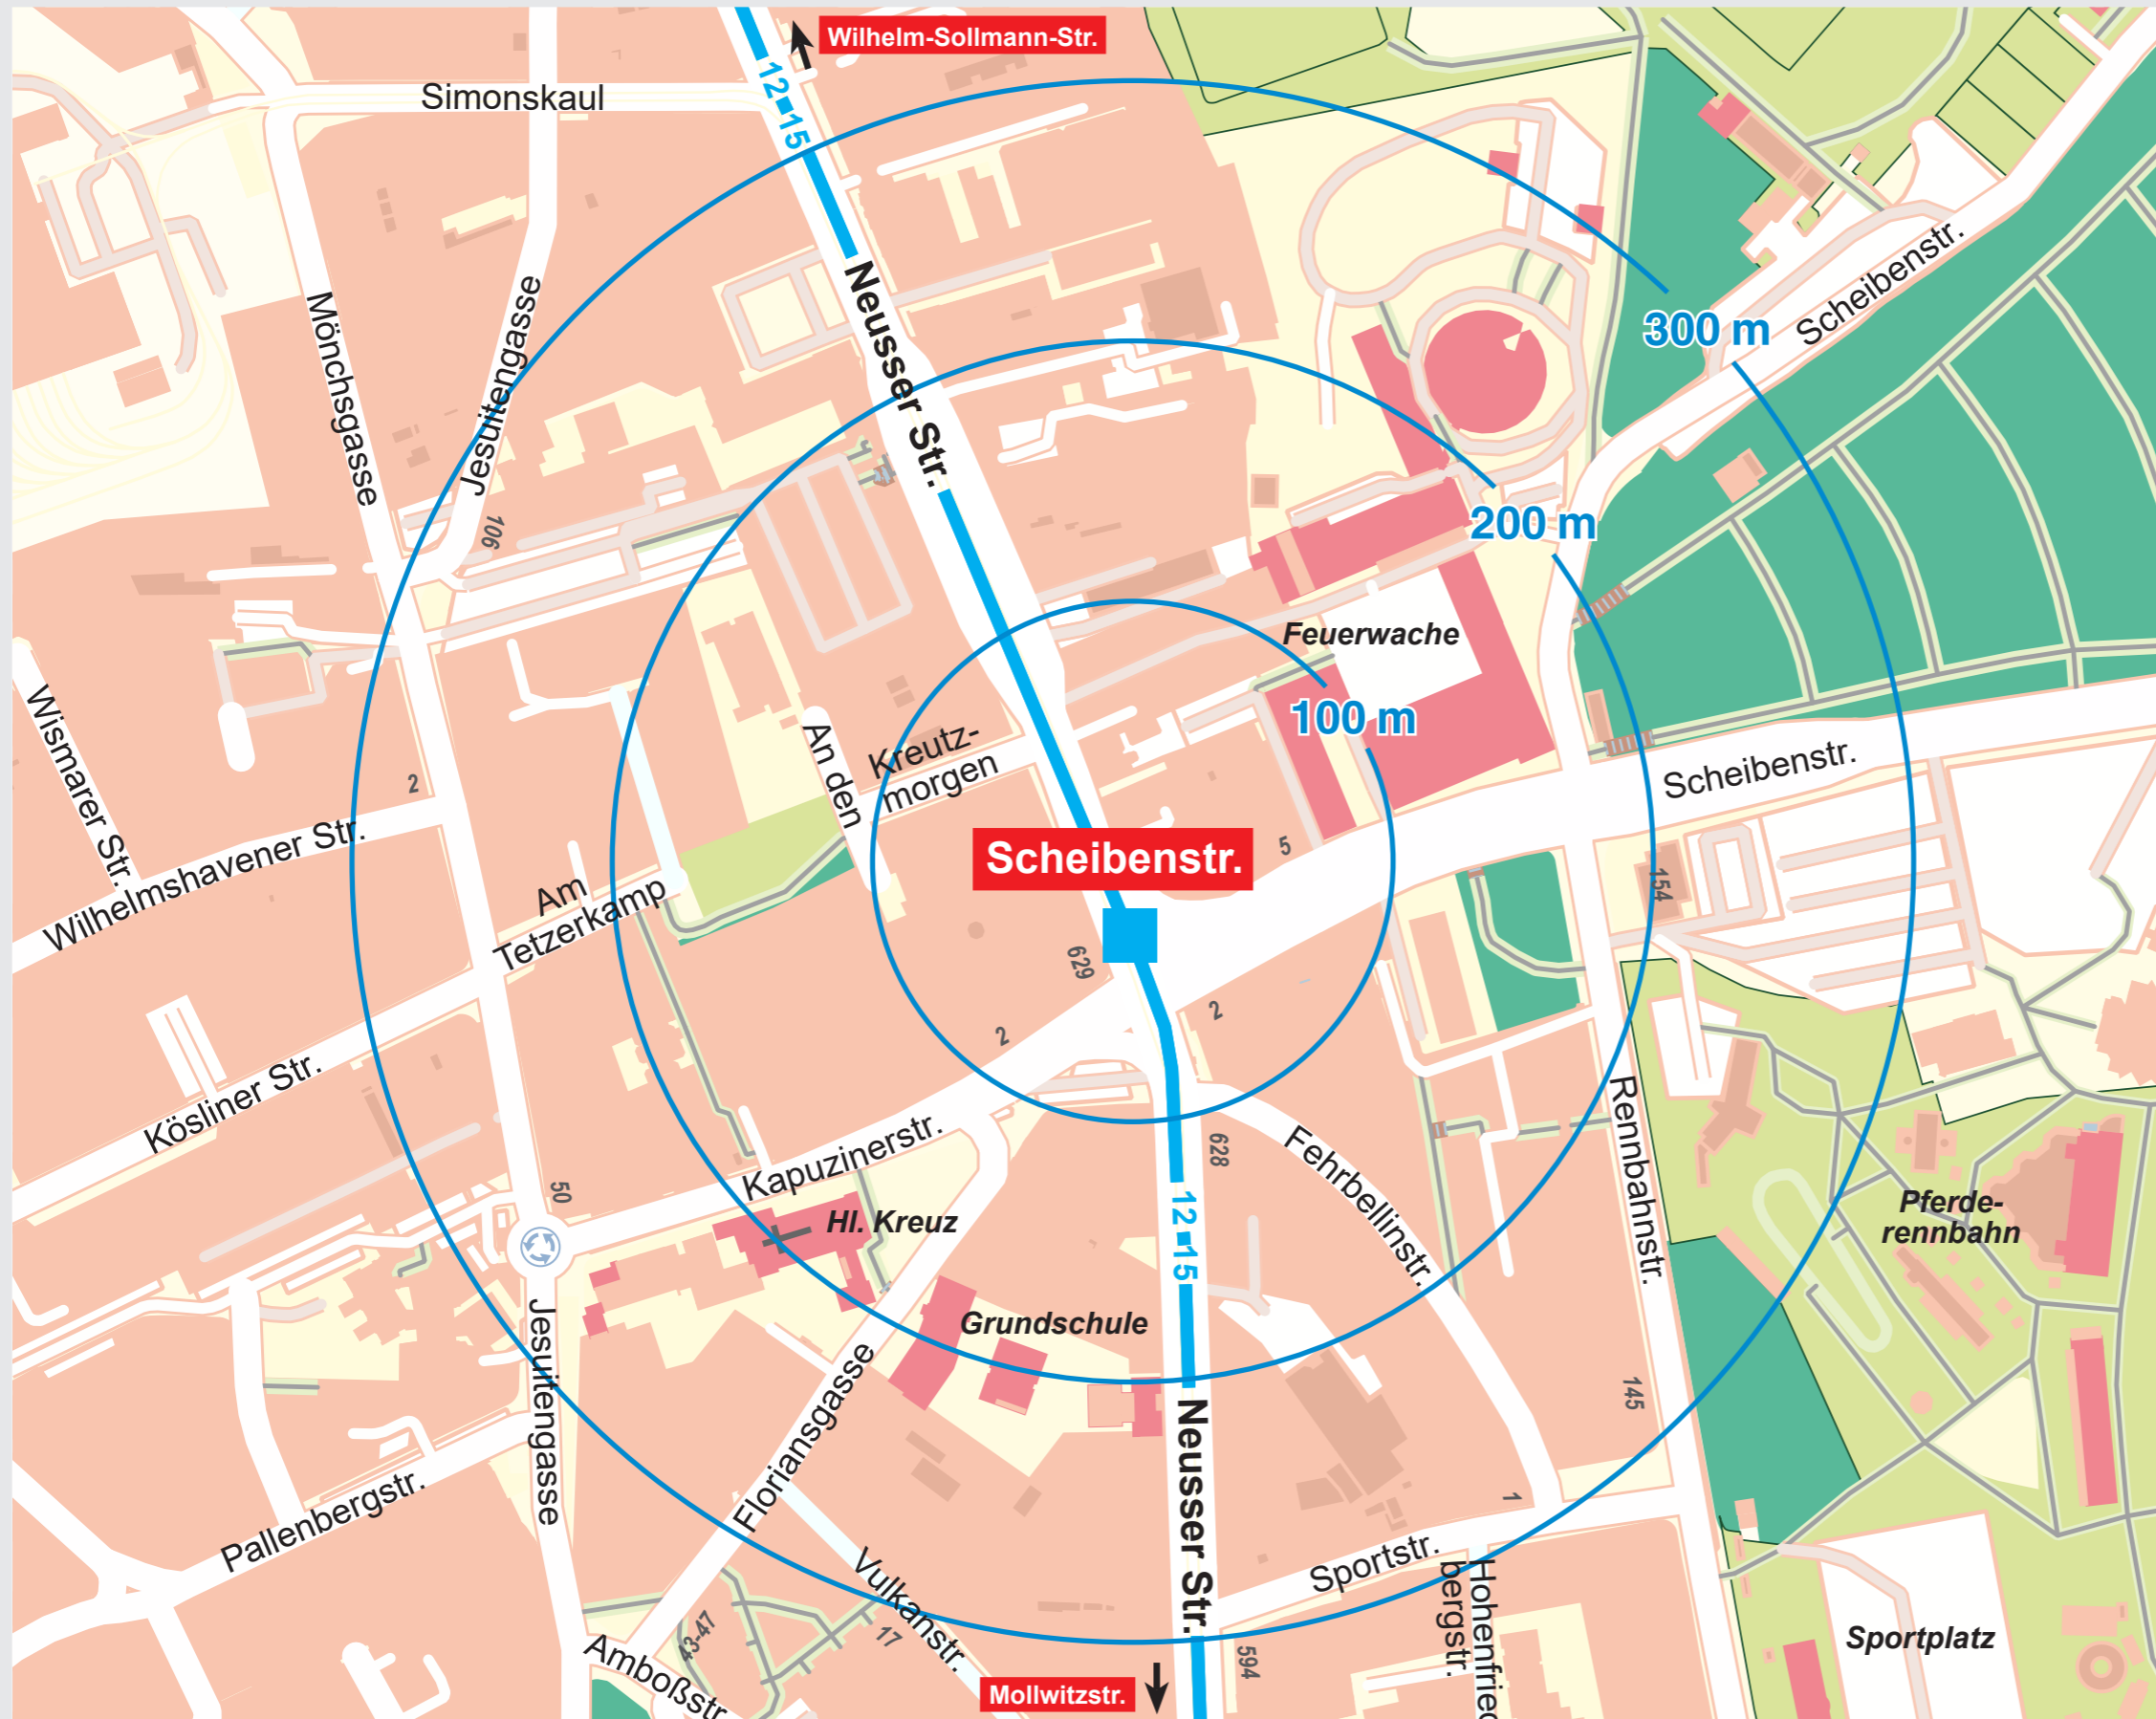 Wilhelm-Sollmann-Str.
Simonskaul
12
15
Neusser Str.
Mönchsgasse
Jesuitengasse
106
Scheibenstr.
300 m
200 m
Feuerwache
100 m
Wismarer Str.
2
Wilhelmshavener Str.
An den
Kreutz-
morgen
Scheibenstr.
Scheibenstr.
5
154
Am
Tetzerkamp
629
2
2
Kösliner Str.
50
Kapuzinerstr.
628
Fehrbellinstr.
Rennbahnstr.
Hl. Kreuz
12
15
Pferde-
rennbahn
Grundschule
Jesuitengasse
Floriansgasse
145
Neusser Str.
1
Pallenbergstr.
Sportstr.
Hohenfried
bergstr.
Vulkanstr.
43-47
17
594
Amboßstr
Sportplatz
Mollwitzstr.